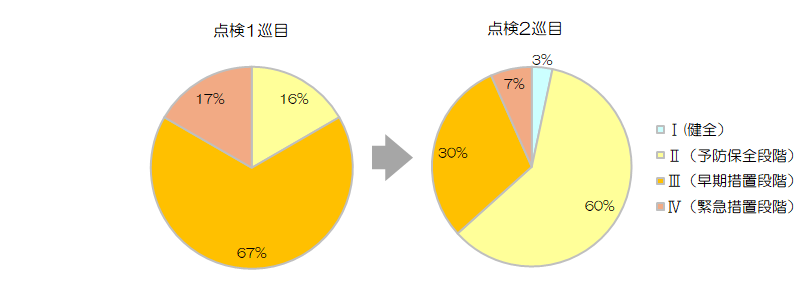 点検1巡目
16%
67%
17%
点検2巡目
3%
60%
30%
7%
Ⅰ（健全）
Ⅱ（予防保全段階）
Ⅲ（早期措置段階）
Ⅳ（緊急措置段階）